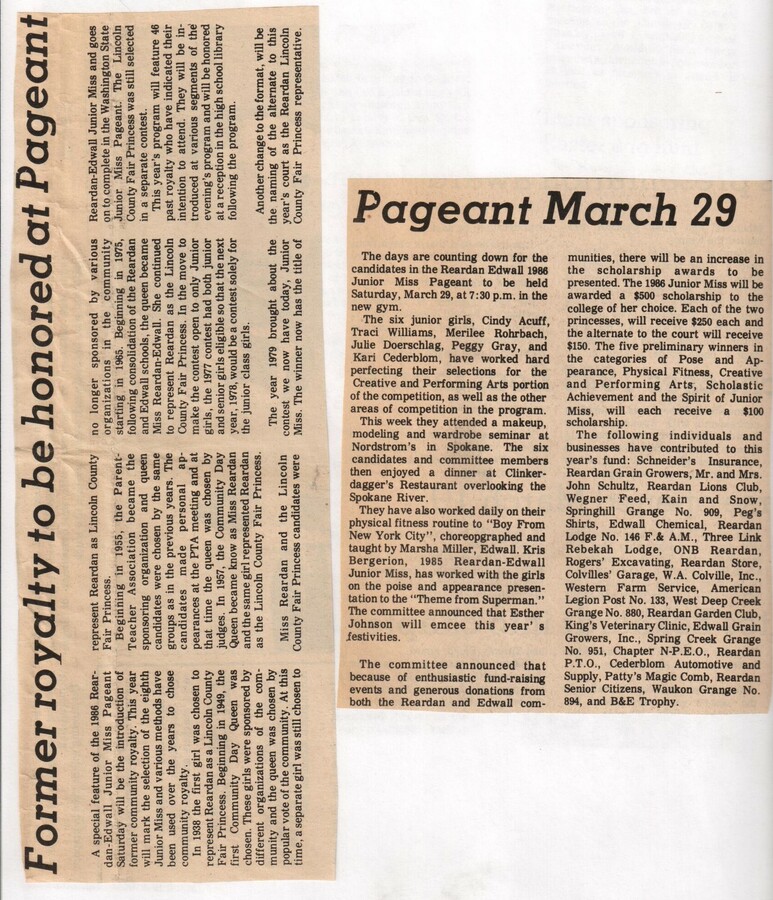 Former royalty to be honored at Pageant
A special feature of the 1986 Rear-
dan-Edwall Junior Miss Pageant
Saturday will be the introduction of
former community royalty. This year
will mark the selection of the eighth
Junior Miss and various methods have
been used over the years to chose
community royalty.
In 1938 the first girl was chosen to
represent Reardan as a Lincoln County
Fair Princess. Beginning in 1949, the
first Community Day Queen was
chosen. These girls were sponsored by
different organizations of the com-
munity and the queen was chosen by
popular vote of the community. At this
time, a separate girl was still chosen to
represent Reardan as Lincoln County
Fair Princess.
Beginning in 1955, the Parent-
Teacher Association became the
sponsoring organization and queen
candidates were chosen by the same
groups as in the previous years. The
candidates made personal ap-
pearances at the PTA meeting and at
that time the queen was chosen by
judges. In 1957, the Community Day
Queen became known as Miss Reardan
and the same girl represented Reardan
as the Lincoln County Fair Princess.
Miss Reardan and the Lincoln
County Fair Princess candidates were
no longer sponsored by various
organizations in the community
starting in 1965. Beginning in 1975,
following consolidation of the Reardan
and Edwall schools, the queen became
Miss Reardan-Edwall. She continued
to represent Reardan as the Lincoln
County Fair Princess. In the move to
make the contest open to only Junior
girls, the 1977 contest had both junior
and senior girls eligible so that the next
year, 1978, would be a contest solely for
the junior class girls.
The year 1979 brought about the
contest we now have today, Junior
Miss. The winner now has the title of
Reardan-Edwall Junior Miss and goes
on to complete in the Washington State
Junior Miss Pageant. The Lincoln
County Fair Princess was still selected
in a separate contest.
This year's program will feature 46
past royalty who have indicated their
intention to attend. They will be in-
troduced at various segments of the
evening's program and will be honored
at a reception in the high school library
following the program.
Another change to the format, will be
the naming of the alternate to this
year's court as the Reardan Lincoln
County Fair Princess representative.
Pageant March 29
The days are counting down for the
candidates in the Reardan Edwall 1986
Junior Miss Pageant to be held
Saturday, March 29, at 7:30 p.m. in the
new gym.
The six junior girls, Cindy Acuff,
Traci Williams, Merilee Rohrbach,
Julie Doerschlag, Peggy Gray, and
Kari Cederblom, have worked hard
perfecting their selections for the
Creative and Performing Arts portion
of the competition, as well as the other
areas of competition in the program.
This week they attended a makeup,
modeling and wardrobe seminar at
Nordstrom's in Spokane. The six
candidates and committee members
then enjoyed a dinner at Clinker-
dagger's Restaurant overlooking the
Spokane River.
They have also worked daily on their
physical fitness routine to "Boy From
New York City", choreopgraphed and
taught by Marsha Miller, Edwall. Kris
Bergerion, 1985 Reardan-Edwall
Junior Miss, has worked with the girls
on the poise and appearance presen-
tation to the "Theme from Superman."
The committee announced that Esther
Johnson will emcee this year's
festivities.
The committee announced that
because of enthusiastic fund-raising
events and generous donations from
both the Reardan and Edwall com-
munities, there will be an increase in
the scholarship awards to be
presented. The 1986 Junior Miss will be
awarded a $500 scholarship to the
college of her choice. Each of the two
princesses, will receive $250 each and
the alternate to the court will receive
$150. The five preliminary winners in
the categories of Pose and Ap-
pearance, Physical Fitness, Creative
and Performing Arts, Scholastic
Achievement and the Spirit of Junior
Miss, will each receive a $100
scholarship.
The following individuals and
businesses have contributed to this
year's fund: Schneider's Insurance,
Reardan Grain Growers, Mr. and Mrs.
John Schultz, Reardan Lions Club,
Wegner Feed, Kain and Snow,
Springhill Grange No. 909, Peg's
Shirts, Edwall Chemical, Reardan
Lodge No. 146 F.& A.M., Three Link
Rebekah Lodge, ONB Reardan,
Rogers' Excavating, Reardan Store,
Colvilles' Garage, W.A. Colville, Inc.,
Western Farm Service, American
Legion Post No. 133, West Deep Creek
Grange No. 880, Reardan Garden Club,
King's Veterinary Clinic, Edwall Grain
Growers, Inc., Spring Creek Grange
No. 951, Chapter N-P.E.O., Reardan
P.T.O., Cederblom Automotive and
Supply, Patty's Magic Comb, Reardan
Senior Citizens, Waukon Grange No.
894, and B&E Trophy.